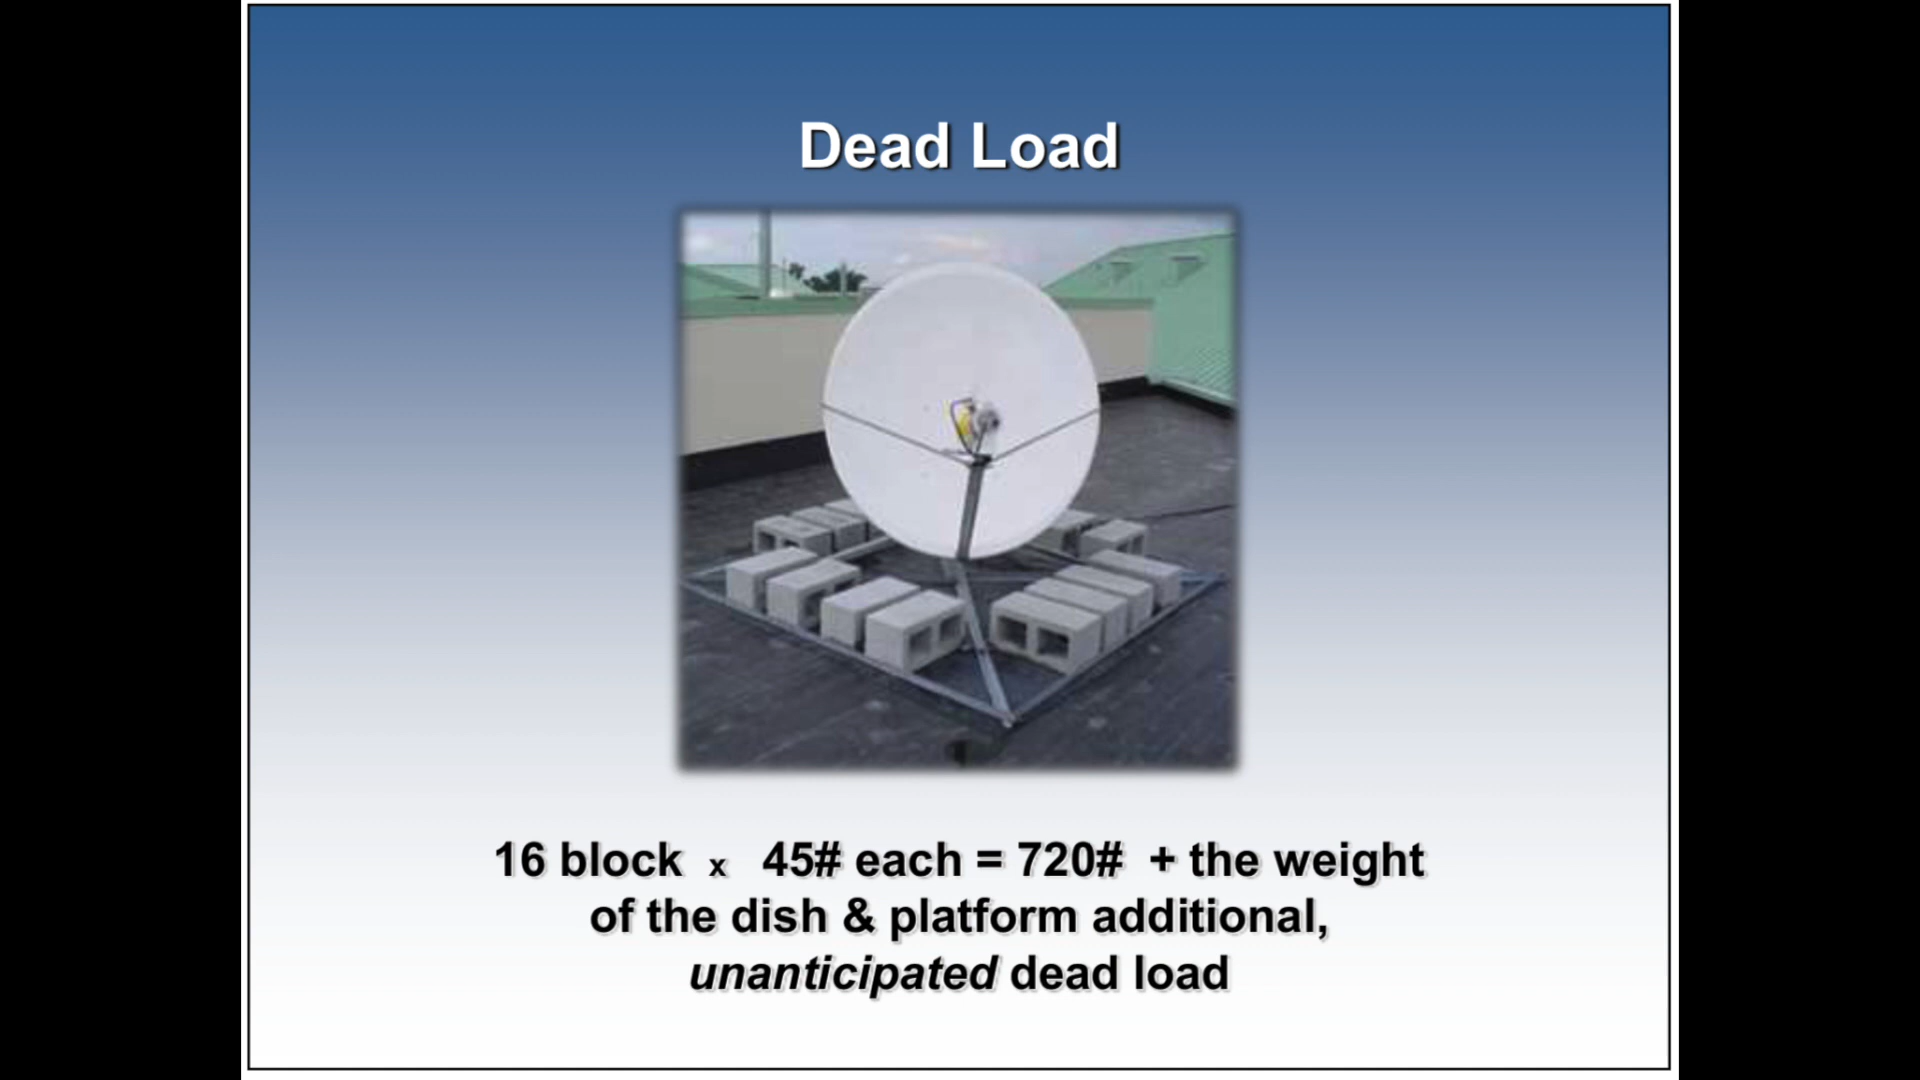 Dead Load
16 block x 45# each = 720# + the weight
of the dish & platform additional,
unanticipated dead load